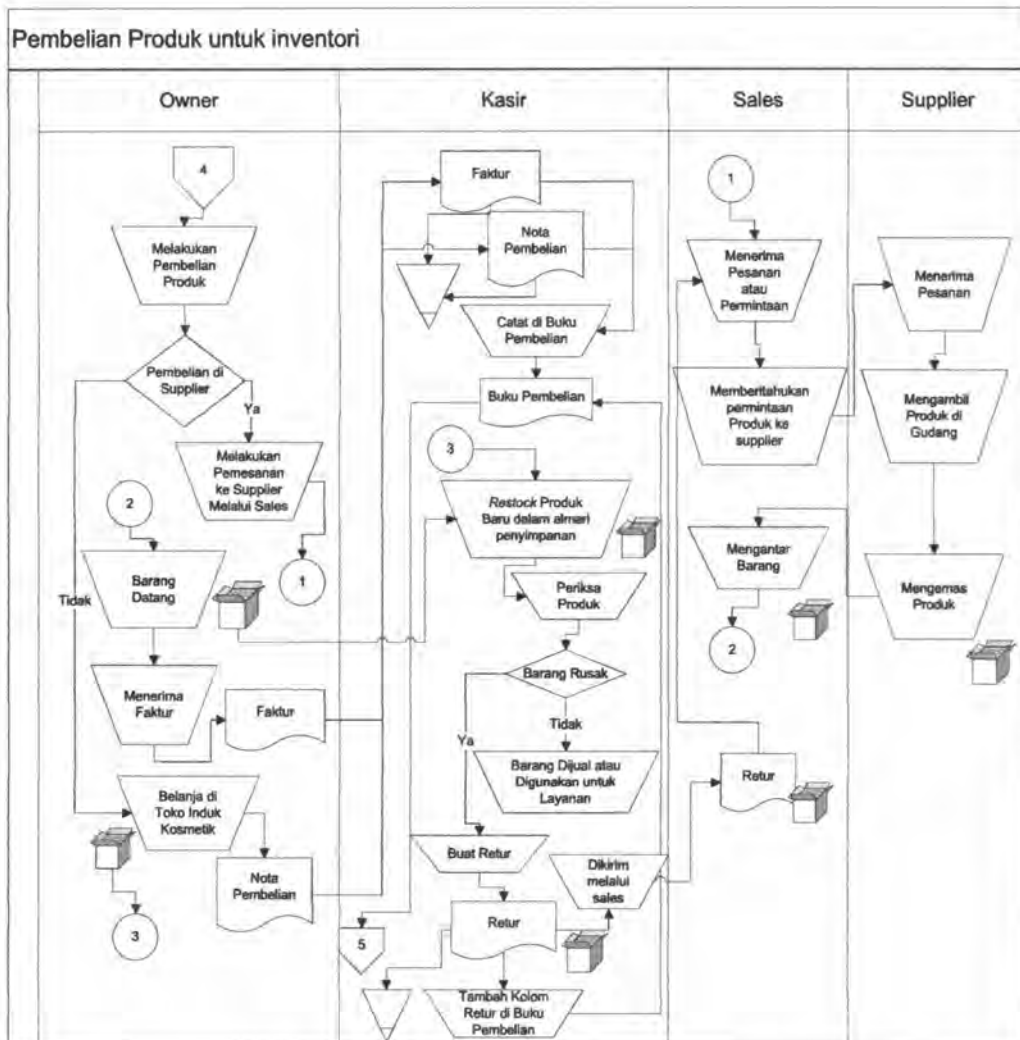 Pembelian Produk untuk inventori
Owner
Kasir
Sales
Supplier
4
Melakukan
Pembelian
Produk
Pembelian di
Supplier
Ya
Tidak
Melakukan
Pemesanan
ke Supplier
Melalui Sales
1
2
Barang
Datang
Menerima
Faktur
Faktur
Belanja di
Toko Induk
Kosmetik
Nota
Pembelian
3
Faktur
Nota
Pembelian
Catat di Buku
Pembelian
Buku Pembelian
3
Restock Produk
Baru dalam almari
penyimpanan
Periksa
Produk
Barang Rusak
Ya
Tidak
Barang Dijual atau
Digunakan untuk
Layanan
Buat Retur
Dikirim
melalui
sales
Retur
5
Tambah Kolom
Retur di Buku
Pembelian
1
Menerima
Pesanan
atau
Permintaan
Memberitahukan
permintaan
Produk ke
supplier
Mengantar
Barang
2
Retur
Menerima
Pesanan
Mengambil
Produk di
Gudang
Mengemas
Produk